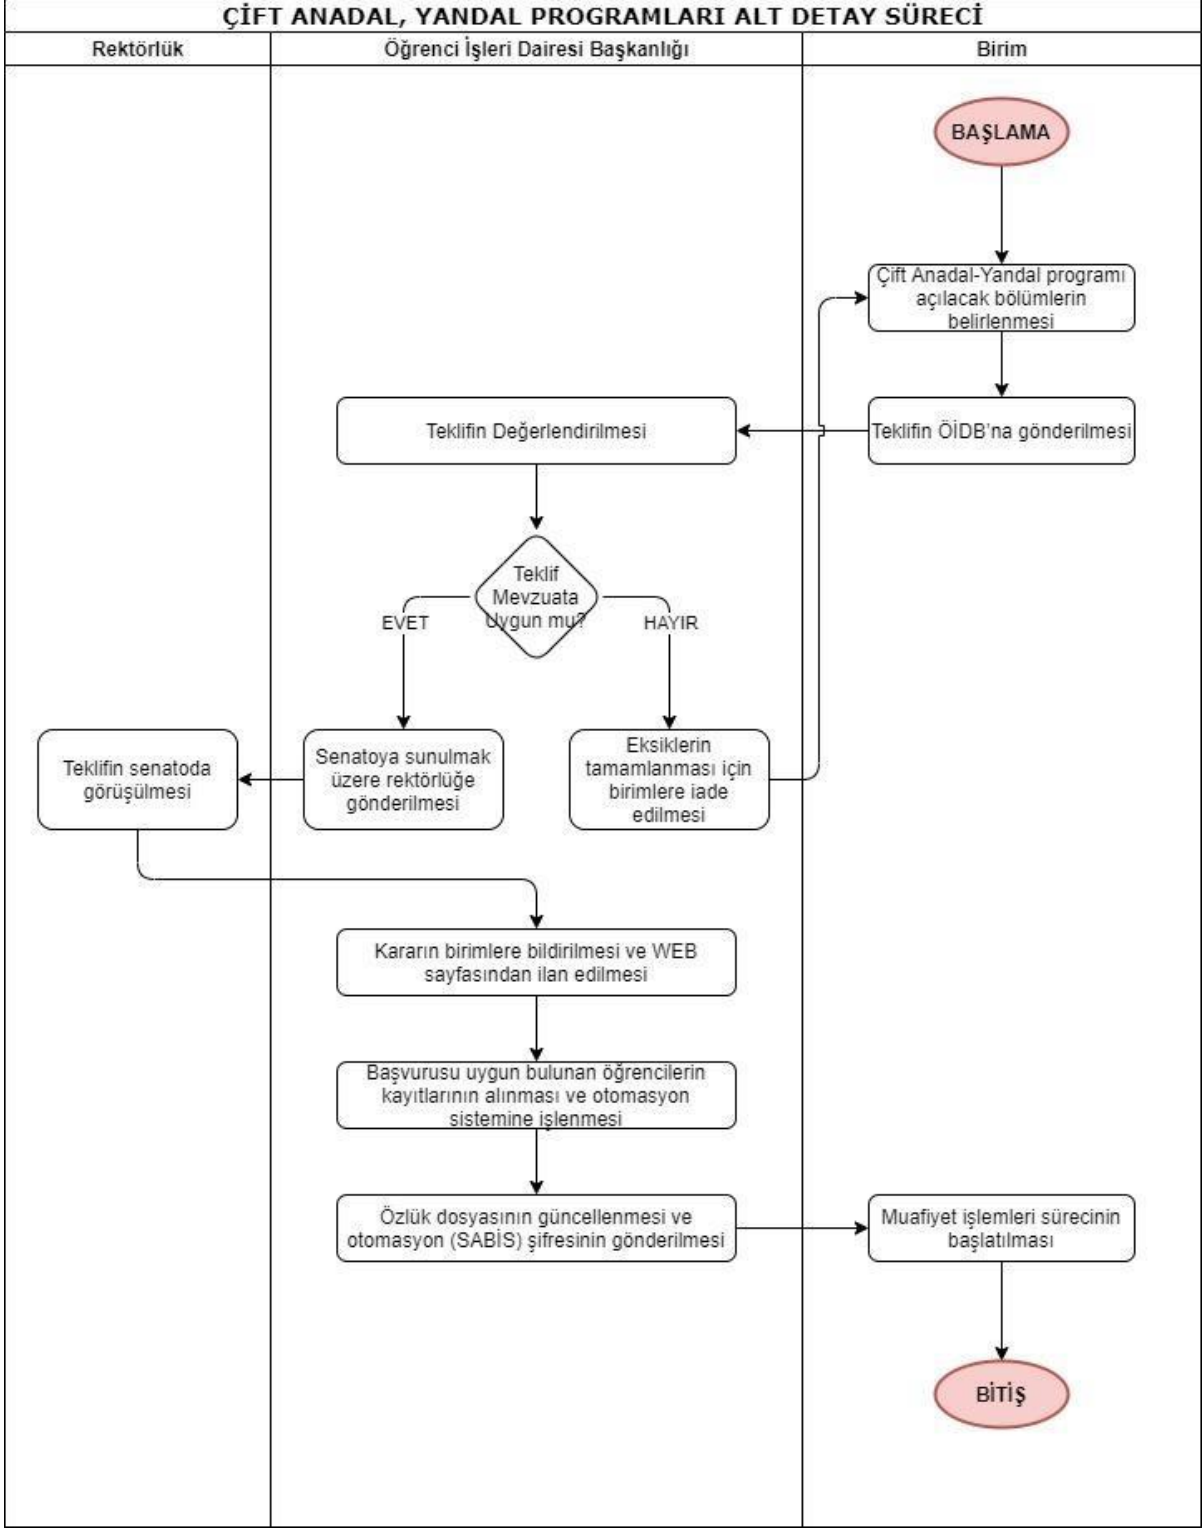 ÇİFT ANADAL, YANDAL PROGRAMLARI ALT DETAY SÜRECİ
Rektörlük
Öğrenci İşleri Dairesi Başkanlığı
Birim
BAŞLAMA
Çift Anadal-Yandal programı
açılacak bölümlerin
belirlenmesi
Teklifin ÖİDB'na gönderilmesi
Teklifin Değerlendirilmesi
Teklif
Mevzuata
Uygun mu?
EVET
HAYIR
Teklifin senatoda
görüşülmesi
Senatoya sunulmak
üzere rektörlüğe
gönderilmesi
Eksiklerin
tamamlanması için
birimlere iade
edilmesi
Kararın birimlere bildirilmesi ve WEB
sayfasından ilan edilmesi
Başvurusu uygun bulunan öğrencilerin
kayıtlarının alınması ve otomasyon
sistemine işlenmesi
Özlük dosyasının güncellenmesi ve
otomasyon (SABİS) şifresinin gönderilmesi
Muafiyet işlemleri sürecinin
başlatılması
BİTİŞ